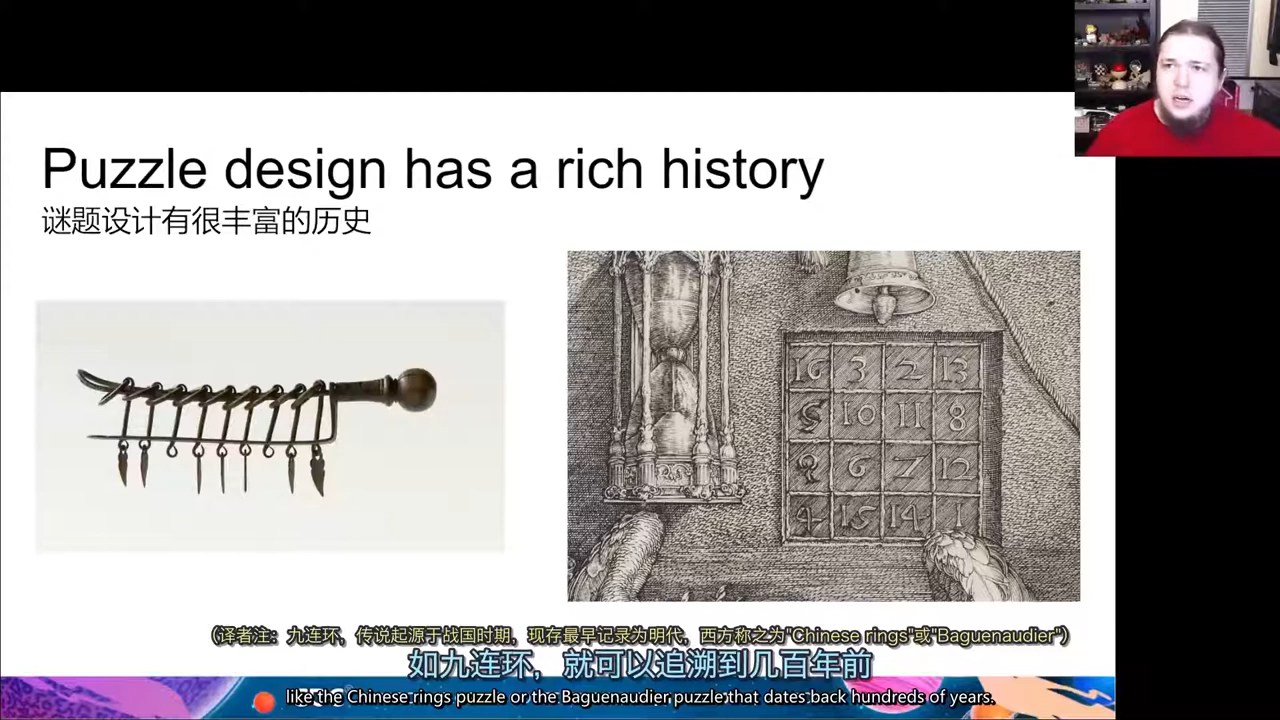 Puzzle design has a rich history
谜题设计有很丰富的历史
16 3 2 13
5 10 11 8
9 6 7 12
4 15 14 1
（译者注：九连环，传说起源于战国时期，现存最早记录为明代，西方称之为"Chinese rings"或"Baguenaudier"）
如九连环，就可以追溯到几百年前
like the Chinese rings puzzle or the Baguenaudier puzzle that dates back hundreds of years.